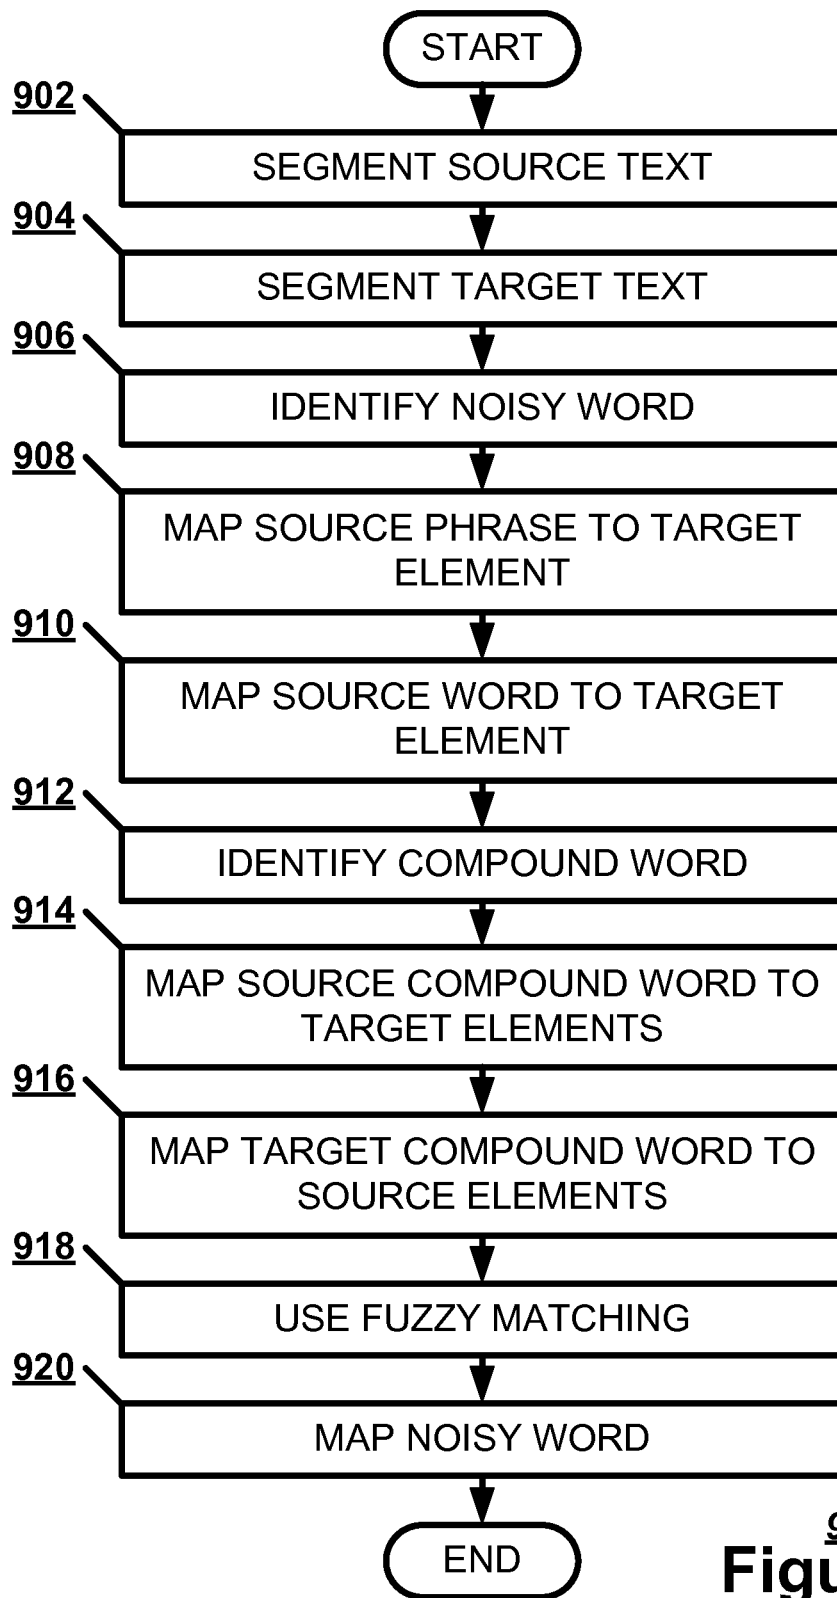 START
902
SEGMENT SOURCE TEXT
904
SEGMENT TARGET TEXT
906
IDENTIFY NOISY WORD
908
MAP SOURCE PHRASE TO TARGET
ELEMENT
910
MAP SOURCE WORD TO TARGET
ELEMENT
912
IDENTIFY COMPOUND WORD
914
MAP SOURCE COMPOUND WORD TO
TARGET ELEMENTS
916
MAP TARGET COMPOUND WORD TO
SOURCE ELEMENTS
918
USE FUZZY MATCHING
920
MAP NOISY WORD
END